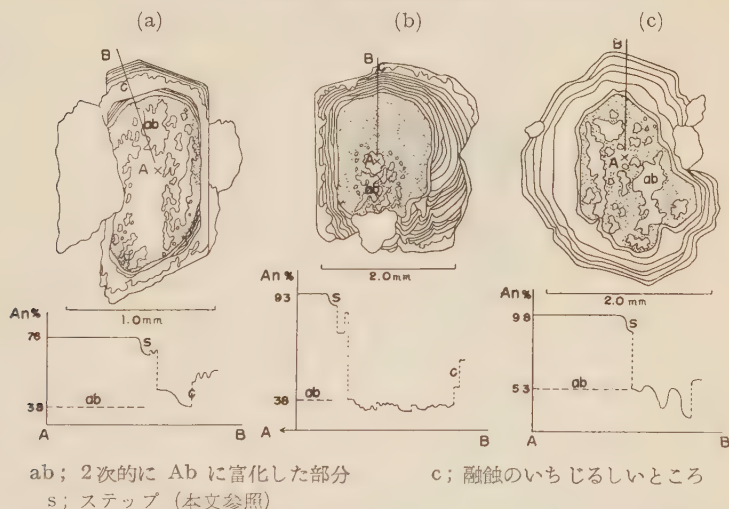 (a)
(b)
(c)
B
c
ab
A
B
c
A
ab
B
A
ab
An%
1.0mm
78
s
ab
c
38
A
B
2.0mm
An%
93
s
ab
38
c
A
B
2.0mm
An%
98
s
ab
53
A
B
ab; 2次的に Ab に富化した部分
c; 融蝕のいちじるしいところ
s; ステップ (本文参照)